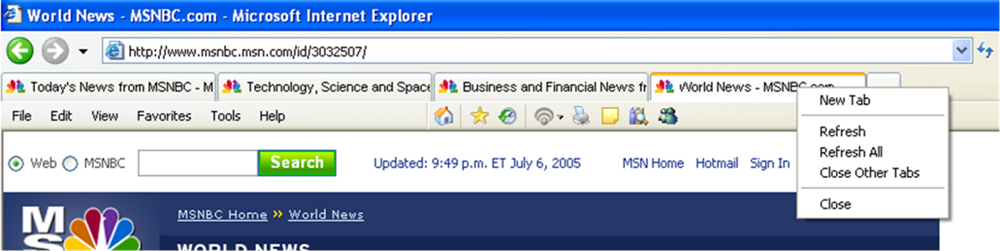 World News - MSNBC.com - Microsoft Internet Explorer
http://www.msnbc.msn.com/id/3032507/
Today's News from MSNBC - M Technology, Science and Space Business and Financial News fr World News - MSNBC.com
File Edit View Favorites Tools Help
Web MSNBC Search Updated: 9:49 p.m. ET July 6, 2005 MSN Home Hotmail Sign In
New Tab
Refresh
Refresh All
Close Other Tabs
Close
MSNBC Home » World News
MS
WORLD NEWS